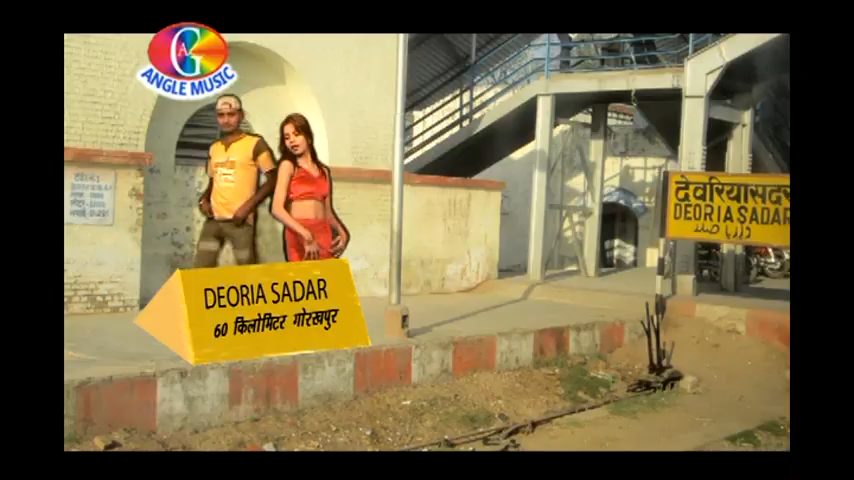 ANGLE MUSIC
DEORIA SADAR
60 किलोमिटर गोरखपुर
देवरिया सदर
DEORIA SADAR